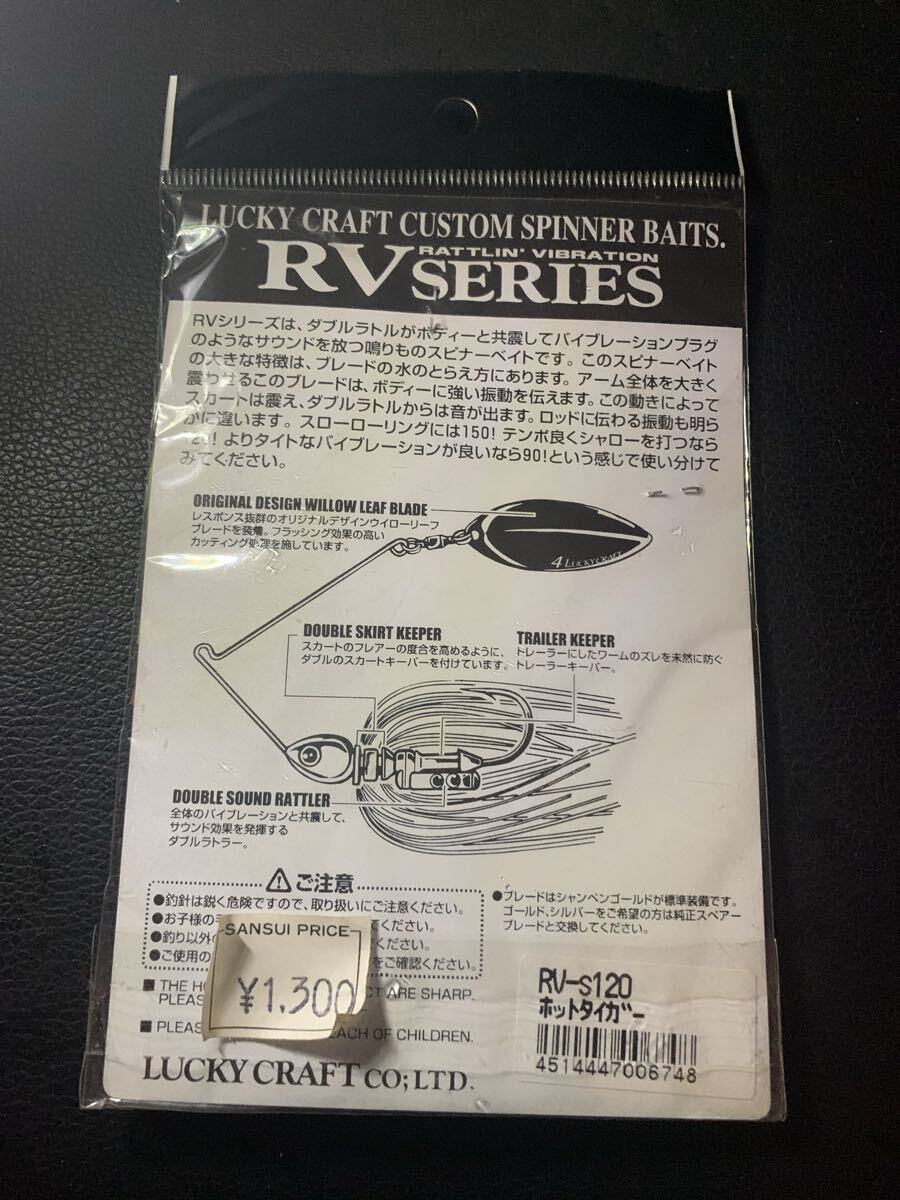 LUCKY CRAFT CUSTOM SPINNER BAITS.
RATTLIN' VIBRATION
RV SERIES
RVシリーズは、ダブルラトルがボディーと共震してバイブレーションプラグ
のようなサウンドを放つ鳴りものスピナーベイトです。このスピナーベイト
の大きな特徴は、ブレードの水のとらえ方にあります。アーム全体を大きく
震わせるこのブレードは、ボディーに強い振動を伝えます。この動きによって
スカートは震え、ダブルラトルからは音が出ます。ロッドに伝わる振動も明ら
かに違います。スローローリングには150!テンポ良くシャローを打つなら
120!よりタイトなバイブレーションが良いなら90!という感じで使い分けて
みてください。
ORIGINAL DESIGN WILLOW LEAF BLADE
レスポンス抜群のオリジナルデザインウイローリーフ
ブレードを装着。フラッシング効果の高い
カッティング処理を施しています。
4 LUCKY CRAFT
DOUBLE SKIRT KEEPER
スカートのフレアーの度合を高めるように、
ダブルのスカートキーパーを付けています。
TRAILER KEEPER
トレーラーにしたワームのズレを未然に防ぐ
トレーラーキーパー。
DOUBLE SOUND RATTLER
全体のバイブレーションと共震して、
サウンド効果を発揮する
ダブルラトラー。
ご注意
●釣針は鋭く危険ですので、取り扱いにご注意ください。
●お子様の てください。
●釣り以外 ください。
●ご使用の をご確認ください。
●ブレードはシャンペンゴールドが標準装備です。
ゴールド、シルバーをご希望の方は純正スペアー
ブレードと交換してください。
SANSUI PRICE
¥1,300
■ THE ARE SHARP.
PLEAS
■ PLEAS EACH OF CHILDREN.
LUCKY CRAFT CO;LTD.
RV-S120
ホットタイガー
4514447006748